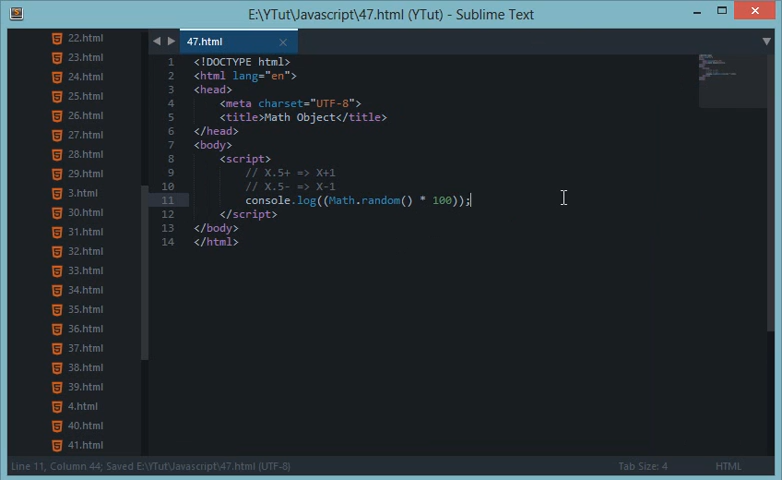 E:\YTut\Javascript\47.html (YTut) - Sublime Text
22.html
23.html
24.html
25.html
26.html
27.html
28.html
29.html
3.html
30.html
31.html
32.html
33.html
34.html
35.html
36.html
37.html
38.html
39.html
4.html
40.html
41.html
47.html
1 <!DOCTYPE html>
2 <html lang="en">
3 <head>
4 <meta charset="UTF-8">
5 <title>Math Object</title>
6 </head>
7 <body>
8 <script>
9 // X.5+ => X+1
10 // X.5- => X-1
11 console.log((Math.random() * 100));
12 </script>
13 </body>
14 </html>
Line 11, Column 44; Saved E:\YTut\Javascript\47.html (UTF-8)
Tab Size: 4
HTML